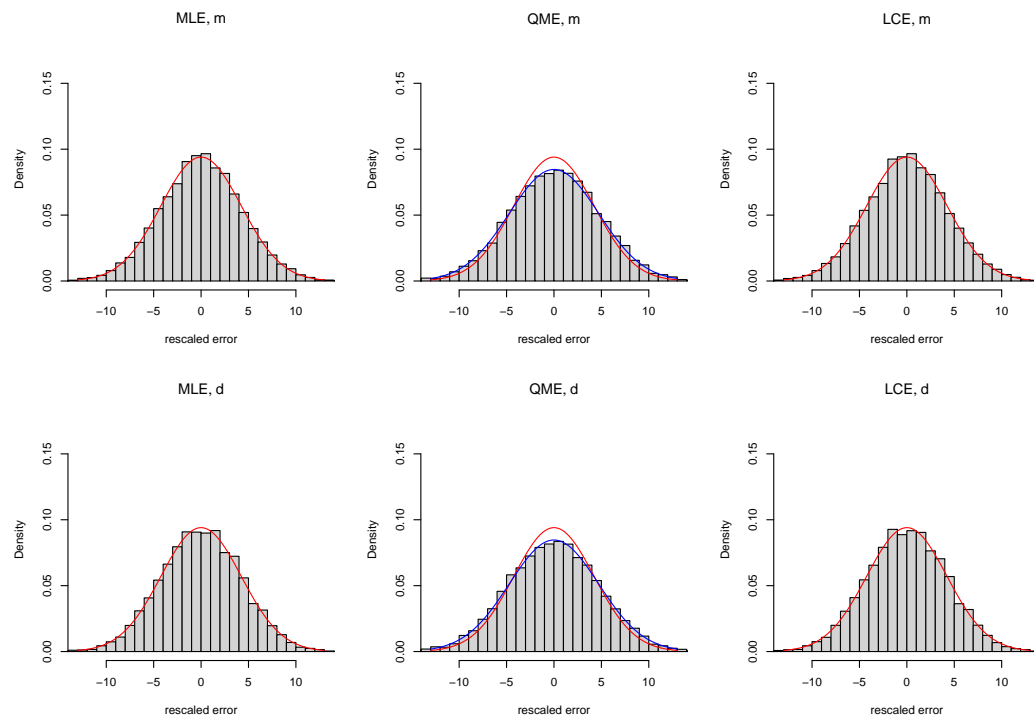 MLE, m
Density
0.00 0.05 0.10 0.15
−10 −5 0 5 10
rescaled error
QME, m
Density
0.00 0.05 0.10 0.15
−10 −5 0 5 10
rescaled error
LCE, m
Density
0.00 0.05 0.10 0.15
−10 −5 0 5 10
rescaled error
MLE, d
Density
0.00 0.05 0.10 0.15
−10 −5 0 5 10
rescaled error
QME, d
Density
0.00 0.05 0.10 0.15
−10 −5 0 5 10
rescaled error
LCE, d
Density
0.00 0.05 0.10 0.15
−10 −5 0 5 10
rescaled error